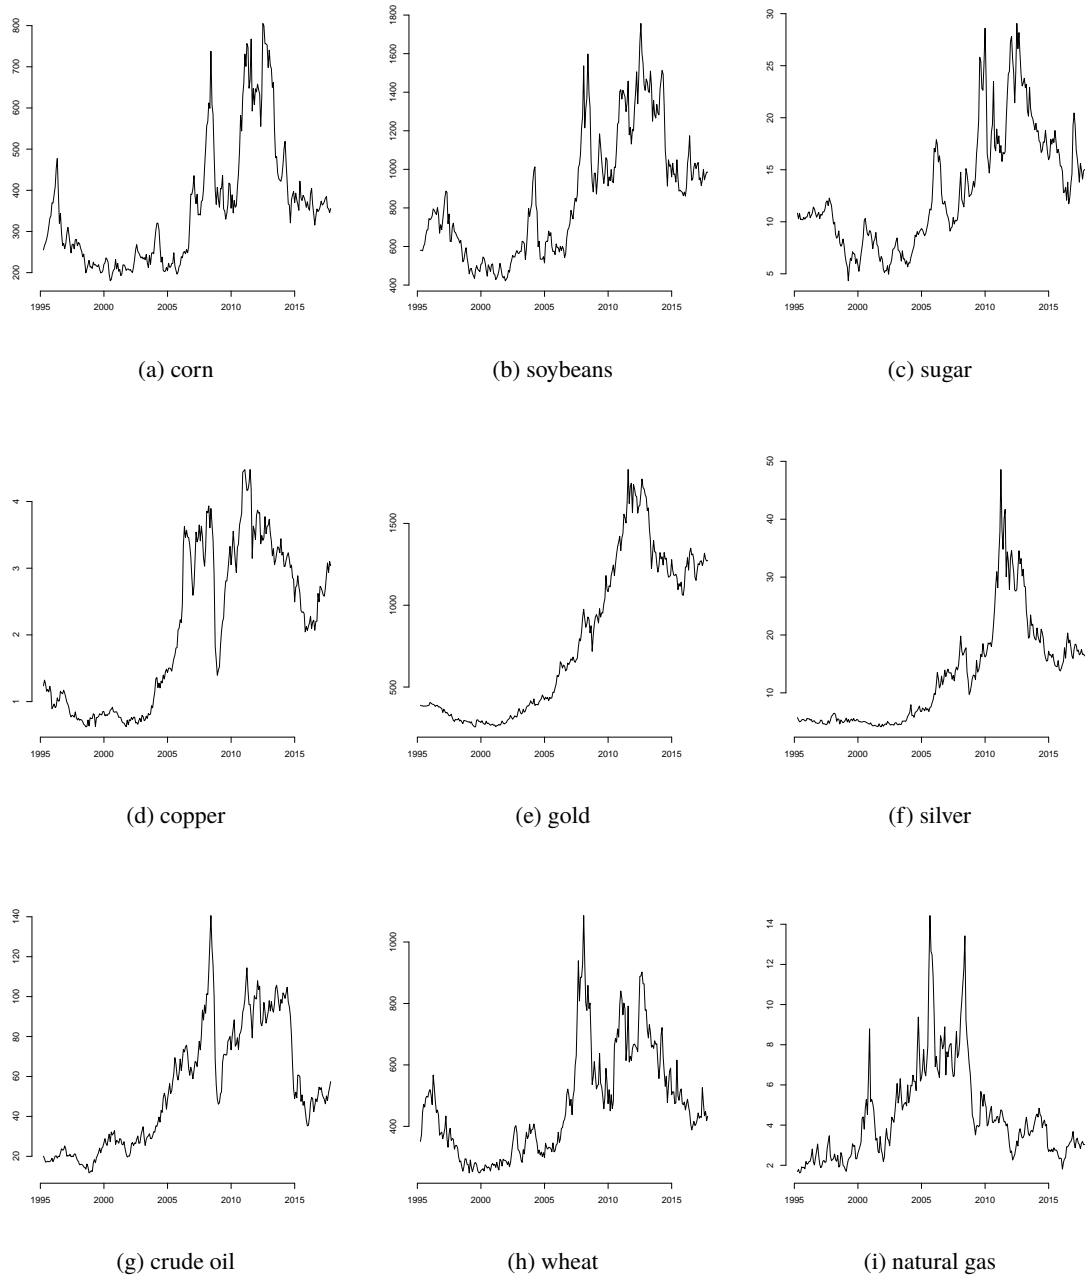 200 300 400 500 600 700 800
1995 2000 2005 2010 2015
(a) corn
400 600 800 1000 1200 1400 1600 1800
1995 2000 2005 2010 2015
(b) soybeans
5 10 15 20 25 30
1995 2000 2005 2010 2015
(c) sugar
1 2 3 4
1995 2000 2005 2010 2015
(d) copper
500 1000 1500
1995 2000 2005 2010 2015
(e) gold
10 20 30 40 50
1995 2000 2005 2010 2015
(f) silver
20 40 60 80 100 120 140
1995 2000 2005 2010 2015
(g) crude oil
400 600 800 1000
1995 2000 2005 2010 2015
(h) wheat
2 4 6 8 10 12 14
1995 2000 2005 2010 2015
(i) natural gas